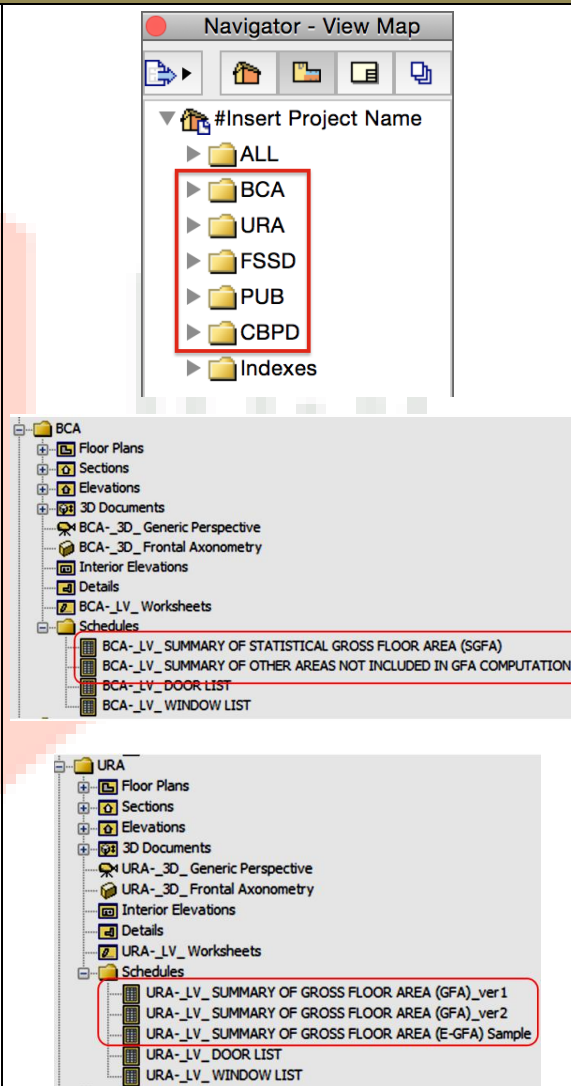 Navigator - View Map
#Insert Project Name
ALL
BCA
URA
FSSD
PUB
CBPD
Indexes
BCA
Floor Plans
Sections
Elevations
3D Documents
BCA-_3D_ Generic Perspective
BCA-_3D_ Frontal Axonometry
Interior Elevations
Details
BCA-_LV_ Worksheets
Schedules
BCA-_LV_ SUMMARY OF STATISTICAL GROSS FLOOR AREA (SGFA)
BCA-_LV_ SUMMARY OF OTHER AREAS NOT INCLUDED IN GFA COMPUTATION
BCA-_LV_ DOOR LIST
BCA-_LV_ WINDOW LIST
URA
Floor Plans
Sections
Elevations
3D Documents
URA-_3D_ Generic Perspective
URA-_3D_ Frontal Axonometry
Interior Elevations
Details
URA-_LV_ Worksheets
Schedules
URA-_LV_ SUMMARY OF GROSS FLOOR AREA (GFA)_ver1
URA-_LV_ SUMMARY OF GROSS FLOOR AREA (GFA)_ver2
URA-_LV_ SUMMARY OF GROSS FLOOR AREA (E-GFA) Sample
URA-_LV_ DOOR LIST
URA-_LV_ WINDOW LIST